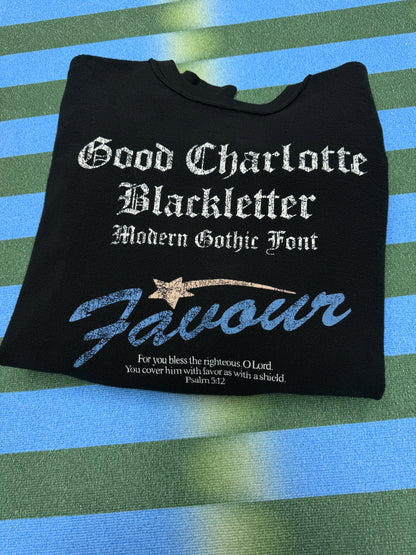 Good Charlotte
Blackletter
Modern Gothic Font
Favour
For you bless the righteous, O Lord.
You cover him with favor as with a shield.
Psalm 5:12